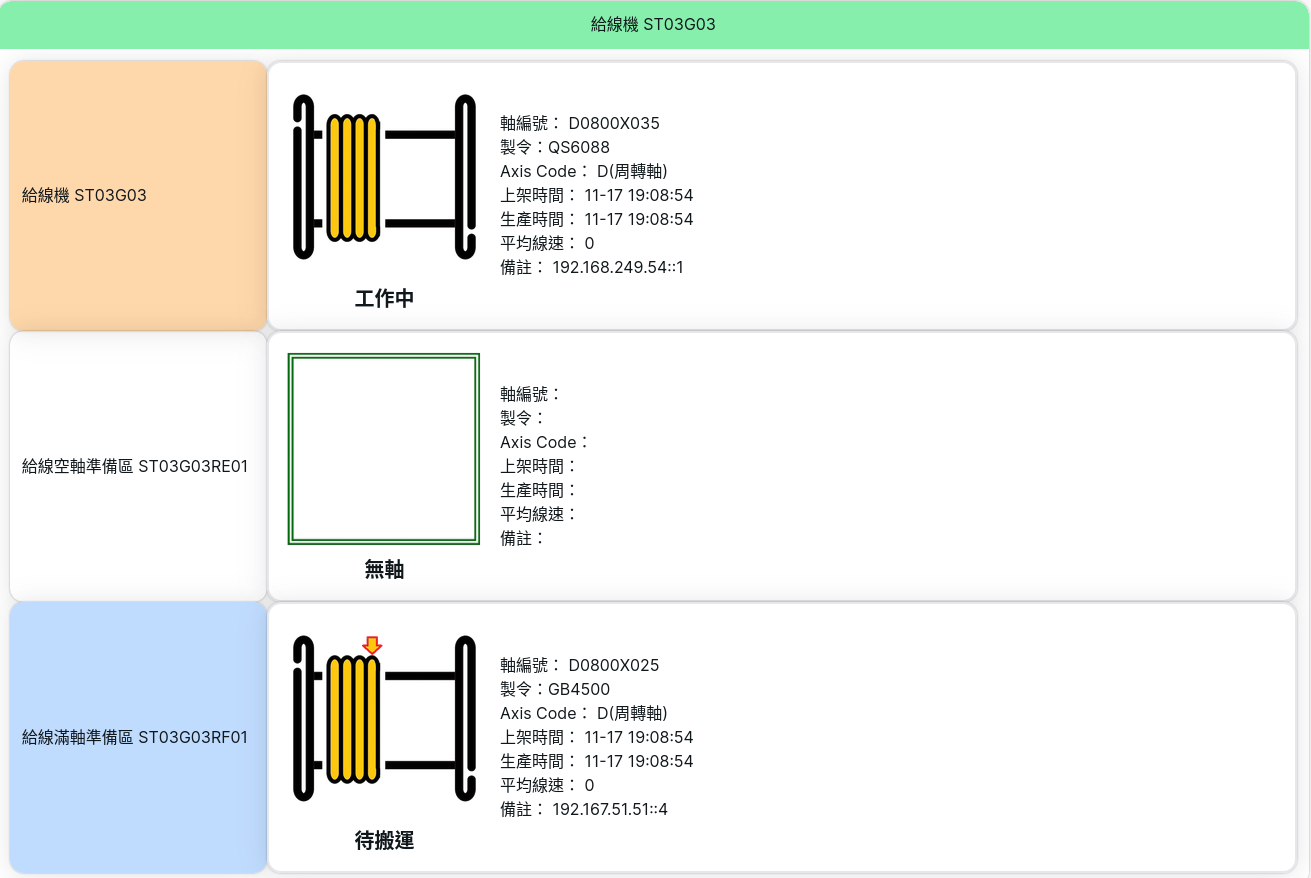 給線機 ST03G03
給線機 ST03G03
軸編號： D0800X035
製令：QS6088
Axis Code： D(周轉軸)
上架時間： 11-17 19:08:54
生產時間： 11-17 19:08:54
平均線速： 0
備註： 192.168.249.54::1
工作中
給線空軸準備區 ST03G03RE01
軸編號：
製令：
Axis Code：
上架時間：
生產時間：
平均線速：
備註：
無軸
給線滿軸準備區 ST03G03RF01
軸編號： D0800X025
製令：GB4500
Axis Code： D(周轉軸)
上架時間： 11-17 19:08:54
生產時間： 11-17 19:08:54
平均線速： 0
備註： 192.167.51.51::4
待搬運